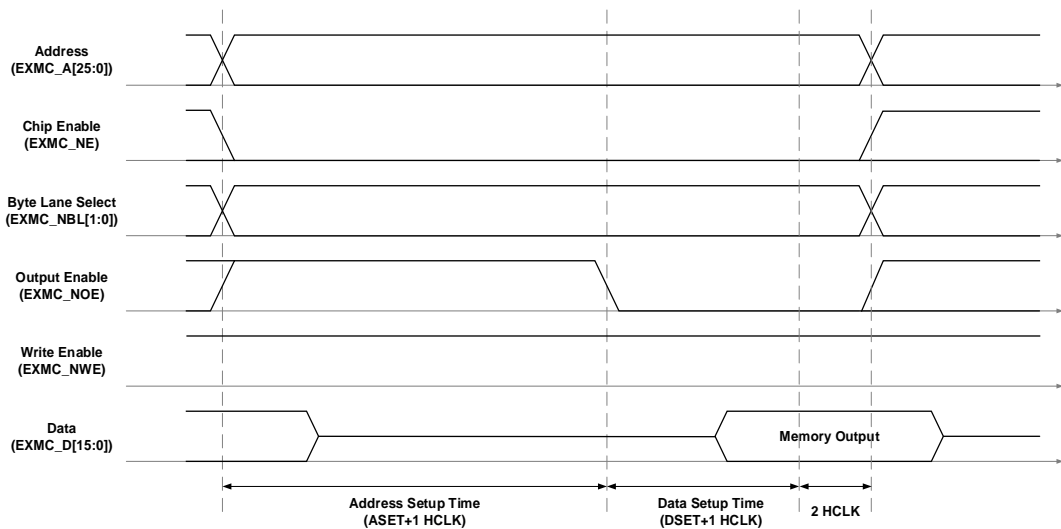 Address
(EXMC_A[25:0])
Chip Enable
(EXMC_NE)
Byte Lane Select
(EXMC_NBL[1:0])
Output Enable
(EXMC_NOE)
Write Enable
(EXMC_NWE)
Data
(EXMC_D[15:0])
Memory Output
Address Setup Time
(ASET+1 HCLK)
Data Setup Time
(DSET+1 HCLK)
2 HCLK